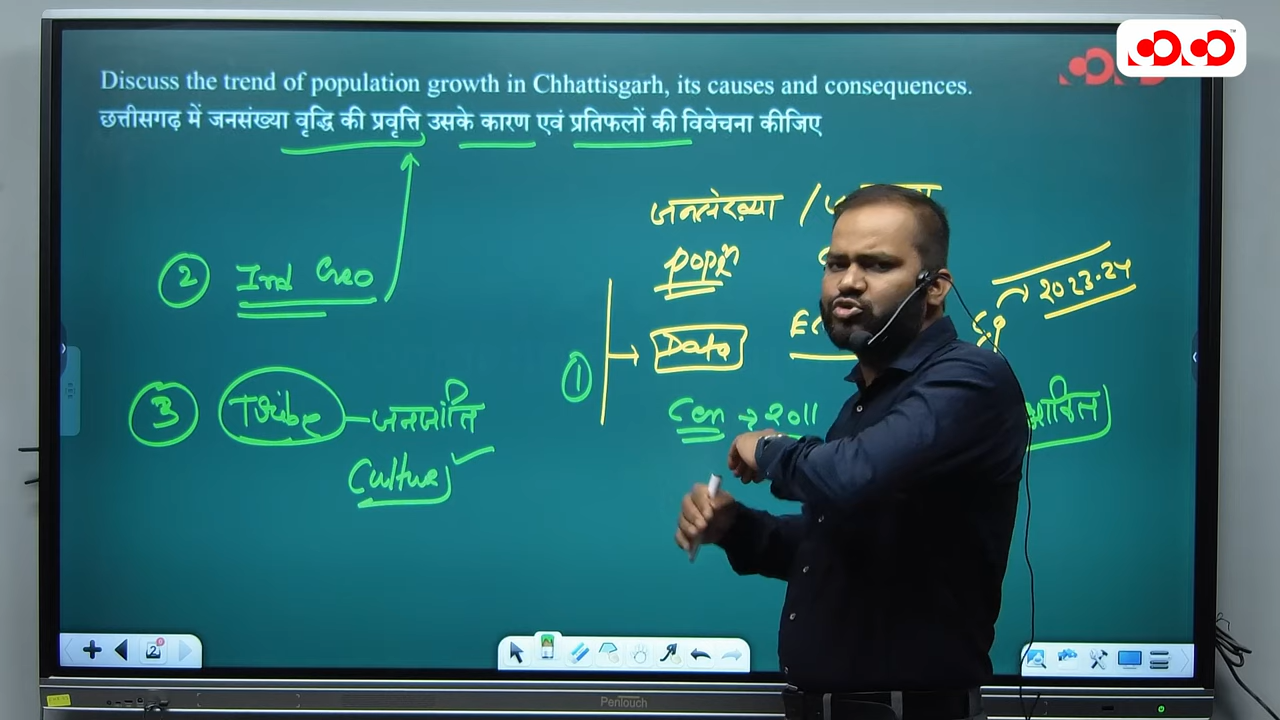 Discuss the trend of population growth in Chhattisgarh, its causes and consequences.
छत्तीसगढ़ में जनसंख्या वृद्धि की प्रवृत्ति उसके कारण एवं प्रतिफलों की विवेचना कीजिए
जनसंख्या /
popn
② Ind Geo
2023-24
① Data
Cen → 2011
③ Tribe - जनजाति
Culture
2
Pentouch